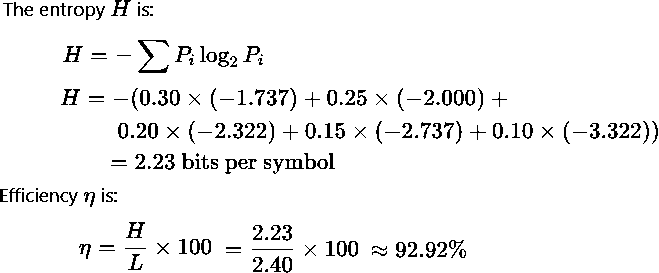 The entropy H is:
H = − ∑ P_i log_2 P_i
H = −(0.30 × (−1.737) + 0.25 × (−2.000) +
0.20 × (−2.322) + 0.15 × (−2.737) + 0.10 × (−3.322))
= 2.23 bits per symbol
Efficiency η is:
η = H/L × 100 = 2.23/2.40 × 100 ≈ 92.92%